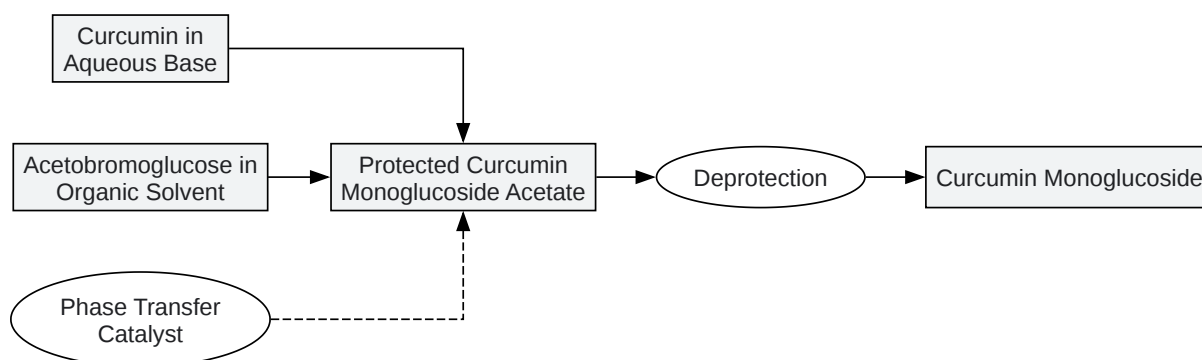 Curcumin in
Aqueous Base
Acetobromoglucose in
Organic Solvent
Protected Curcumin
Monoglucoside Acetate
Deprotection
Curcumin Monoglucoside
Phase Transfer
Catalyst